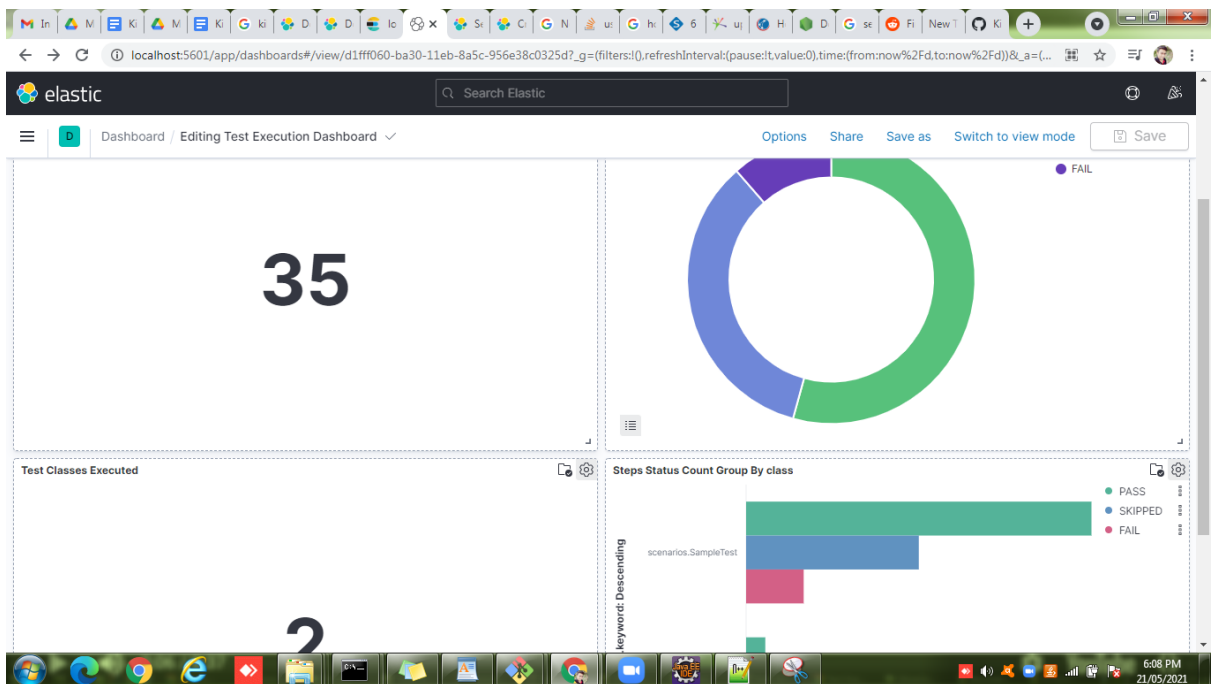 M In M Ki M Ki G ki D D lo Se C G N us G ho 6 up H D G se Fi New T Ki
localhost:5601/app/dashboards#/view/d1fff060-ba30-11eb-8a5c-956e38c0325d?_g=(filters:!(),refreshInterval:(pause:!t,value:0),time:(from:now%2Fd,to:now%2Fd))&_a=(...
elastic
Search Elastic
D Dashboard / Editing Test Execution Dashboard
Options Share Save as Switch to view mode Save
FAIL
35
Test Classes Executed
Steps Status Count Group By class
PASS
SKIPPED
FAIL
scenarios.SampleTest
.keyword: Descending
2
6:08 PM
21/05/2021